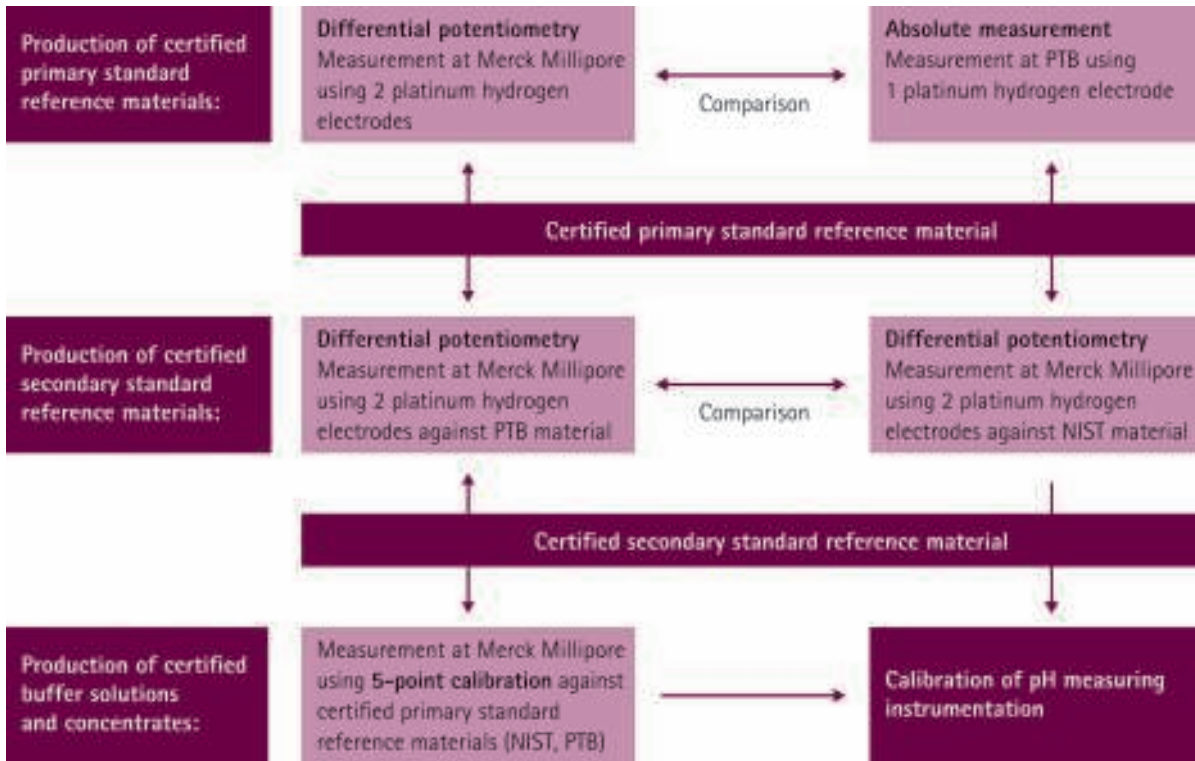 Production of certified
primary standard
reference materials:
Differential potentiometry
Measurement at Merck Millipore
using 2 platinum hydrogen
electrodes
Comparison
Absolute measurement
Measurement at PTB using
1 platinum hydrogen electrode
Certified primary standard reference material
Production of certified
secondary standard
reference materials:
Differential potentiometry
Measurement at Merck Millipore
using 2 platinum hydrogen
electrodes against PTB material
Comparison
Differential potentiometry
Measurement at Merck Millipore
using 2 platinum hydrogen
electrodes against NIST material
Certified secondary standard reference material
Production of certified
buffer solutions
and concentrates:
Measurement at Merck Millipore
using 5-point calibration against
certified primary standard
reference materials (NIST, PTB)
Calibration of pH measuring
instrumentation